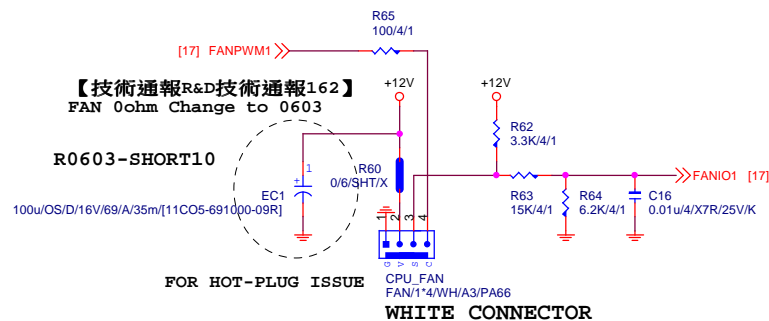 R65
100/4/1
[17] FANPWM1
【技術通報R&D技術通報162】
FAN 0ohm Change to 0603
+12V
+12V
R62
3.3K/4/1
R0603-SHORT10
1
+
EC1
100u/OS/D/16V/69/A/35m/[11CO5-691000-09R]
R60
0/6/SHT/X
FANIO1 [17]
R63
15K/4/1
R64
6.2K/4/1
C16
0.01u/4/X7R/25V/K
1
2
3
4
G
V
S
C
FOR HOT-PLUG ISSUE
CPU_FAN
FAN/1*4/WH/A3/PA66
WHITE CONNECTOR